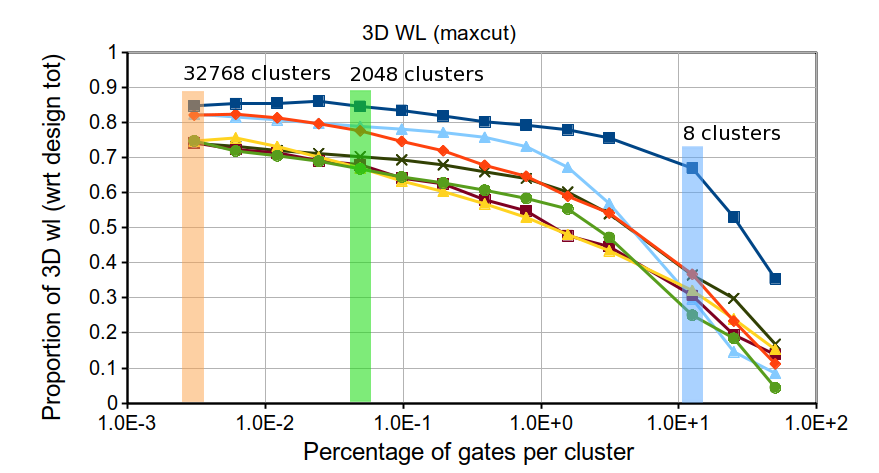 3D WL (maxcut)
1
0.9
0.8
0.7
0.6
0.5
0.4
0.3
0.2
0.1
0
Proportion of 3D wl (wrt design tot)
32768 clusters
2048 clusters
8 clusters
1.0E-3
1.0E-2
1.0E-1
1.0E+0
1.0E+1
1.0E+2
Percentage of gates per cluster